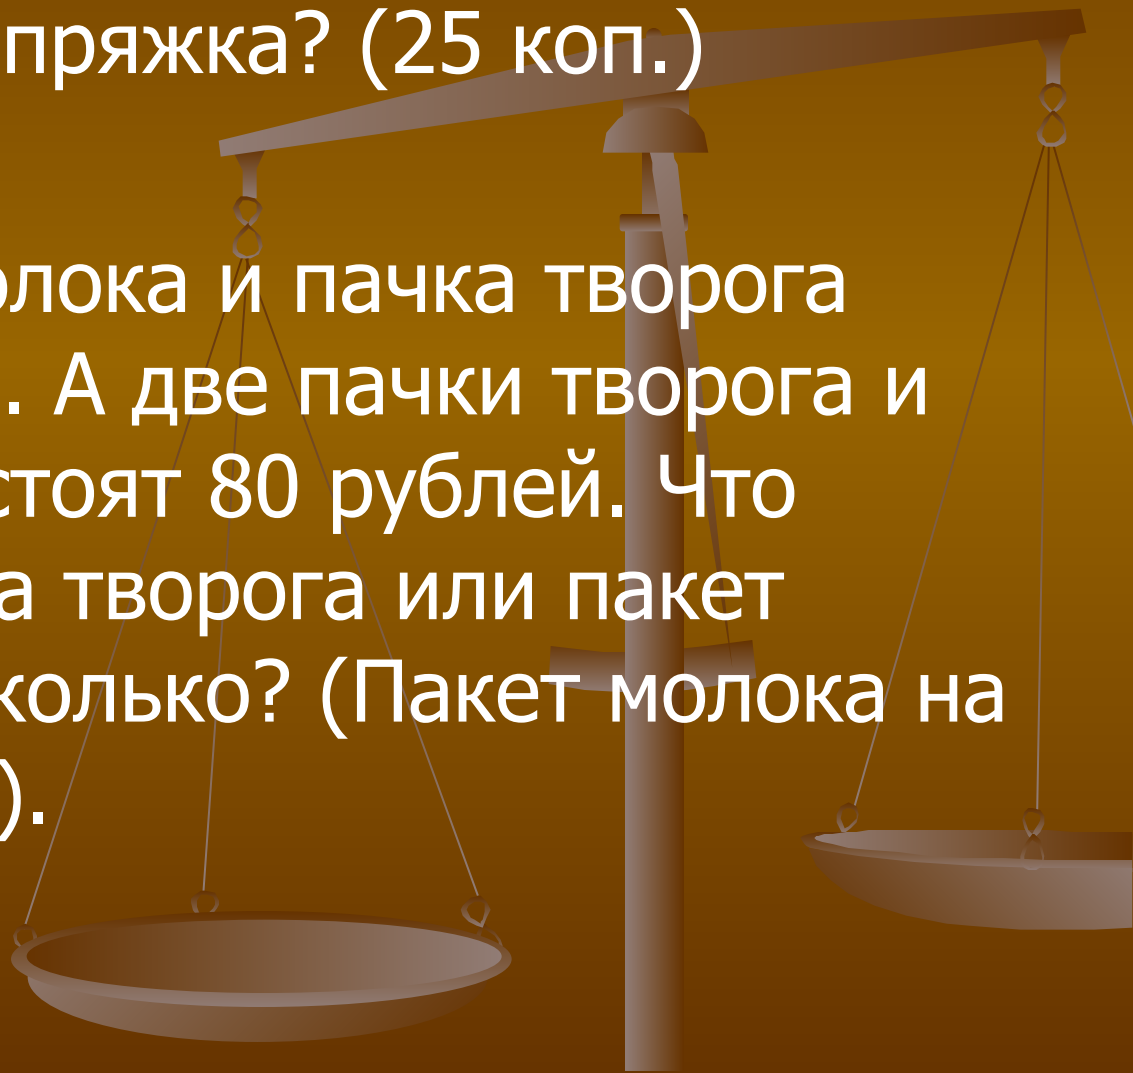 пряжка? (25 коп.)
олока и пачка творога
. А две пачки творога и
стоят 80 рублей. Что
а творога или пакет
колько? (Пакет молока на
).